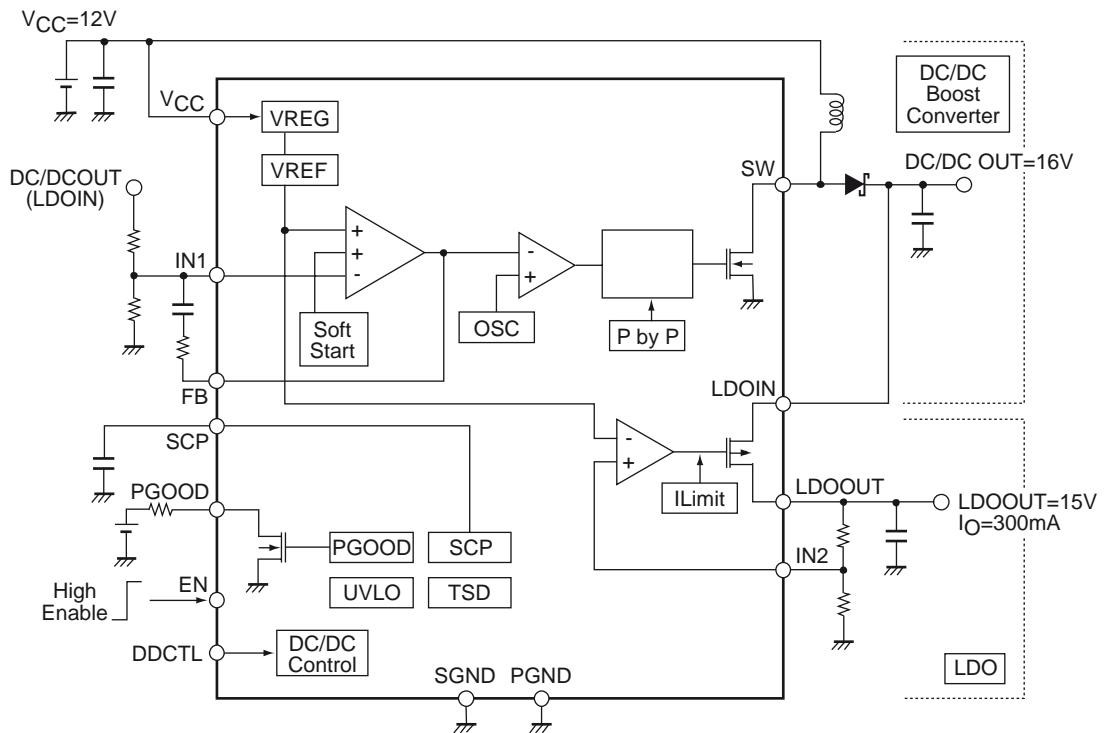 VCC=12V
DC/DC
Boost
Converter
VCC
VREG
VREF
SW
DC/DC OUT=16V
DC/DCOUT
(LDOIN)
+
+
-
-
+
IN1
Soft
Start
OSC
P by P
FB
LDOIN
SCP
-
+
ILimit
LDOOUT
LDOOUT=15V
IO=300mA
PGOOD
PGOOD
SCP
IN2
UVLO
TSD
EN
High
Enable
DDCTL
DC/DC
Control
SGND
PGND
LDO